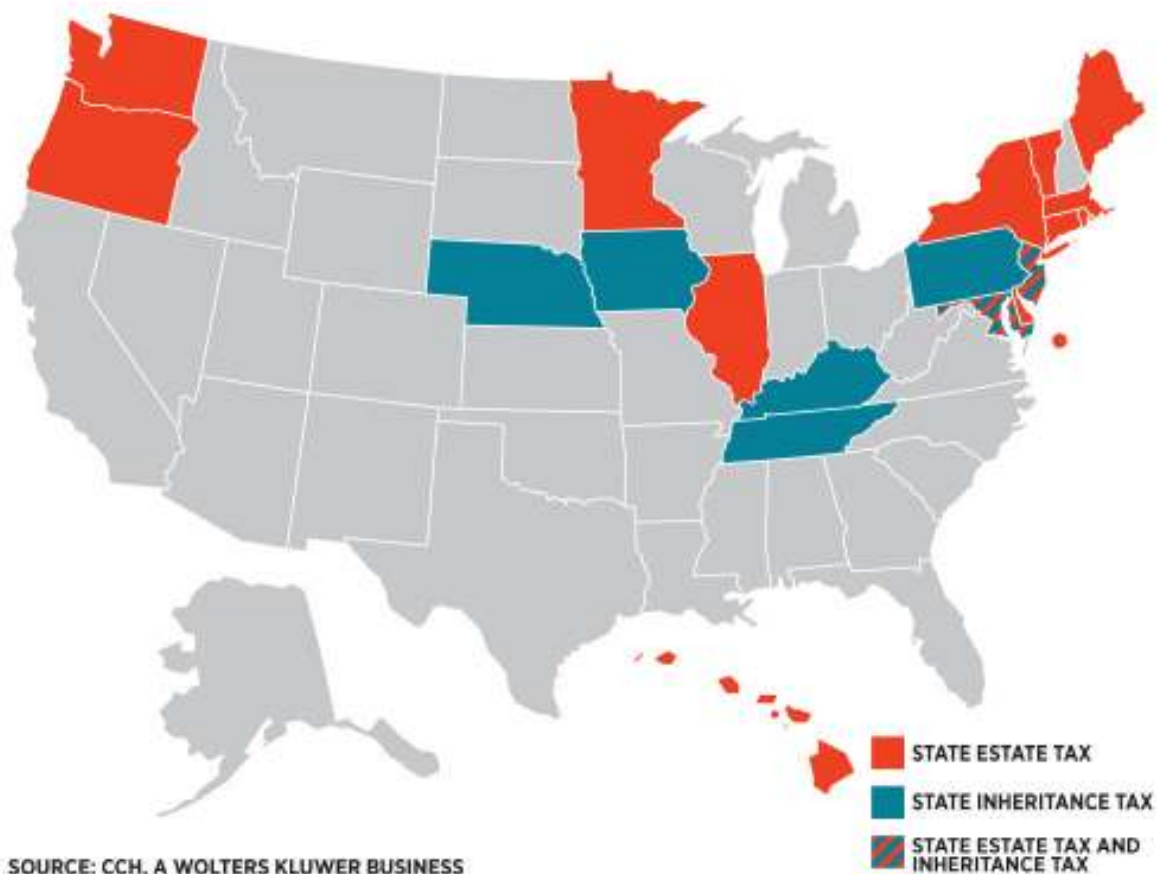 STATE ESTATE TAX
STATE INHERITANCE TAX
STATE ESTATE TAX AND
INHERITANCE TAX
SOURCE: CCH, A WOLTERS KLUWER BUSINESS